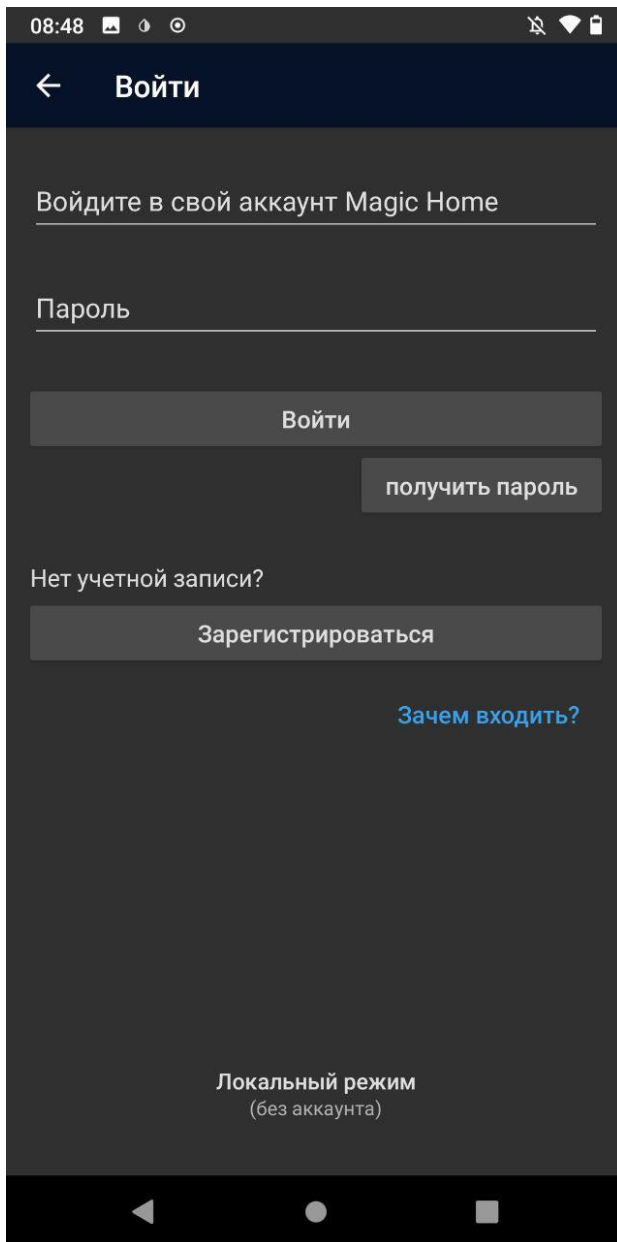 08:48
Войти
Войдите в свой аккаунт Magic Home
Пароль
Войти
получить пароль
Нет учетной записи?
Зарегистрироваться
Зачем входить?
Локальный режим
(без аккаунта)